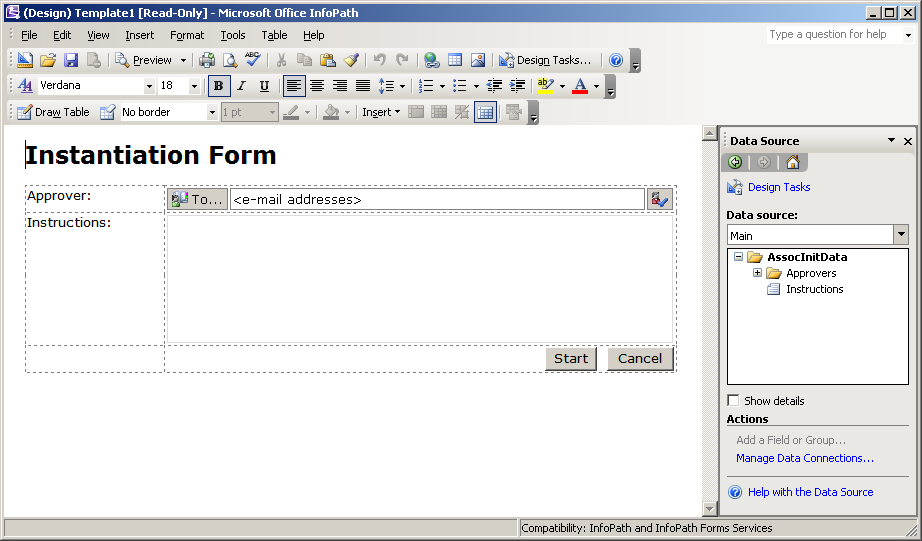 (Design) Template1 [Read-Only] - Microsoft Office InfoPath
File Edit View Insert Format Tools Table Help Type a question for help
Preview Design Tasks...
Verdana 18 B I U
Draw Table No border 1 pt Insert
Instantiation Form
Approver: To... <e-mail addresses>
Instructions:
Start Cancel
Data Source
Design Tasks
Data source:
Main
AssocInitData
Approvers
Instructions
Show details
Actions
Add a Field or Group...
Manage Data Connections...
Help with the Data Source
Compatibility: InfoPath and InfoPath Forms Services